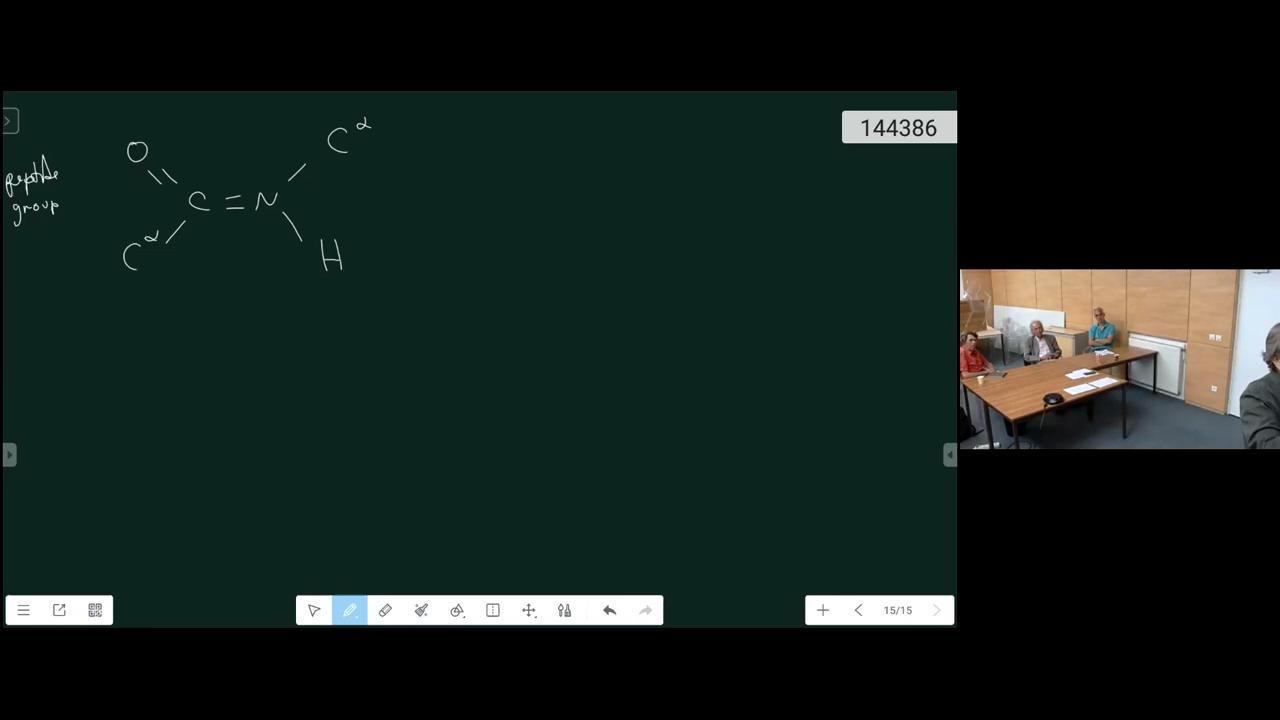 144386
O C α
peptide
C = N
group
C α H
15/15